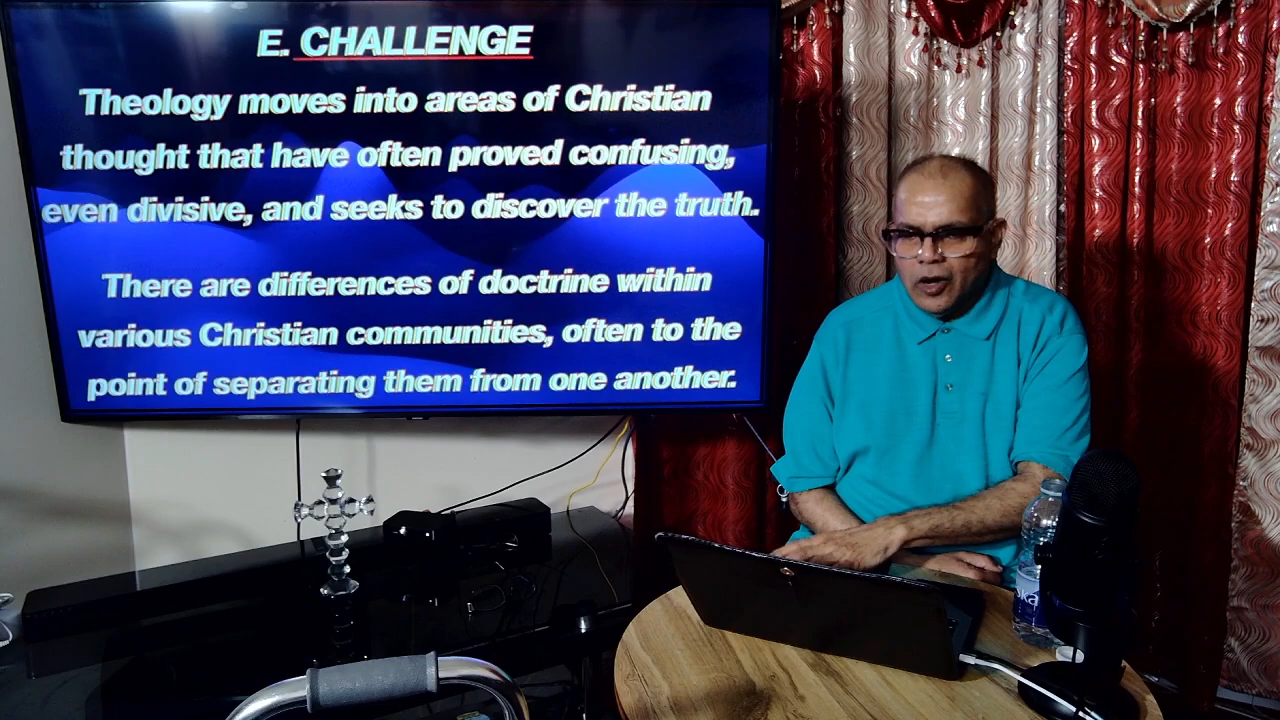 E. CHALLENGE
Theology moves into areas of Christian
thought that have often proved confusing,
even divisive, and seeks to discover the truth.
There are differences of doctrine within
various Christian communities, often to the
point of separating them from one another.